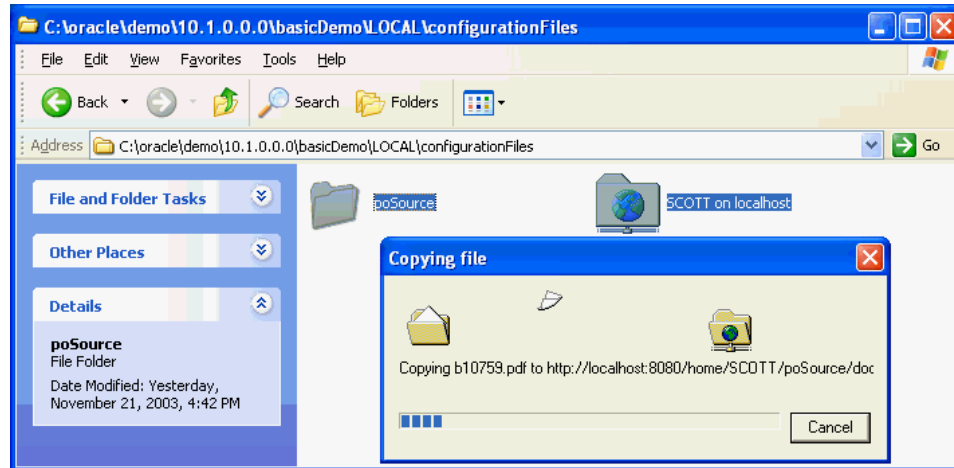 C:\oracle\demo\10.1.0.0.0\basicDemo\LOCAL\configurationFiles
File Edit View Favorites Tools Help
Back Search Folders
Address C:\oracle\demo\10.1.0.0.0\basicDemo\LOCAL\configurationFiles Go
File and Folder Tasks
poSource
SCOTT on localhost
Other Places
Details
poSource
File Folder
Date Modified: Yesterday,
November 21, 2003, 4:42 PM
Copying file
Copying b10759.pdf to http://localhost:8080/home/SCOTT/poSource/doc
Cancel